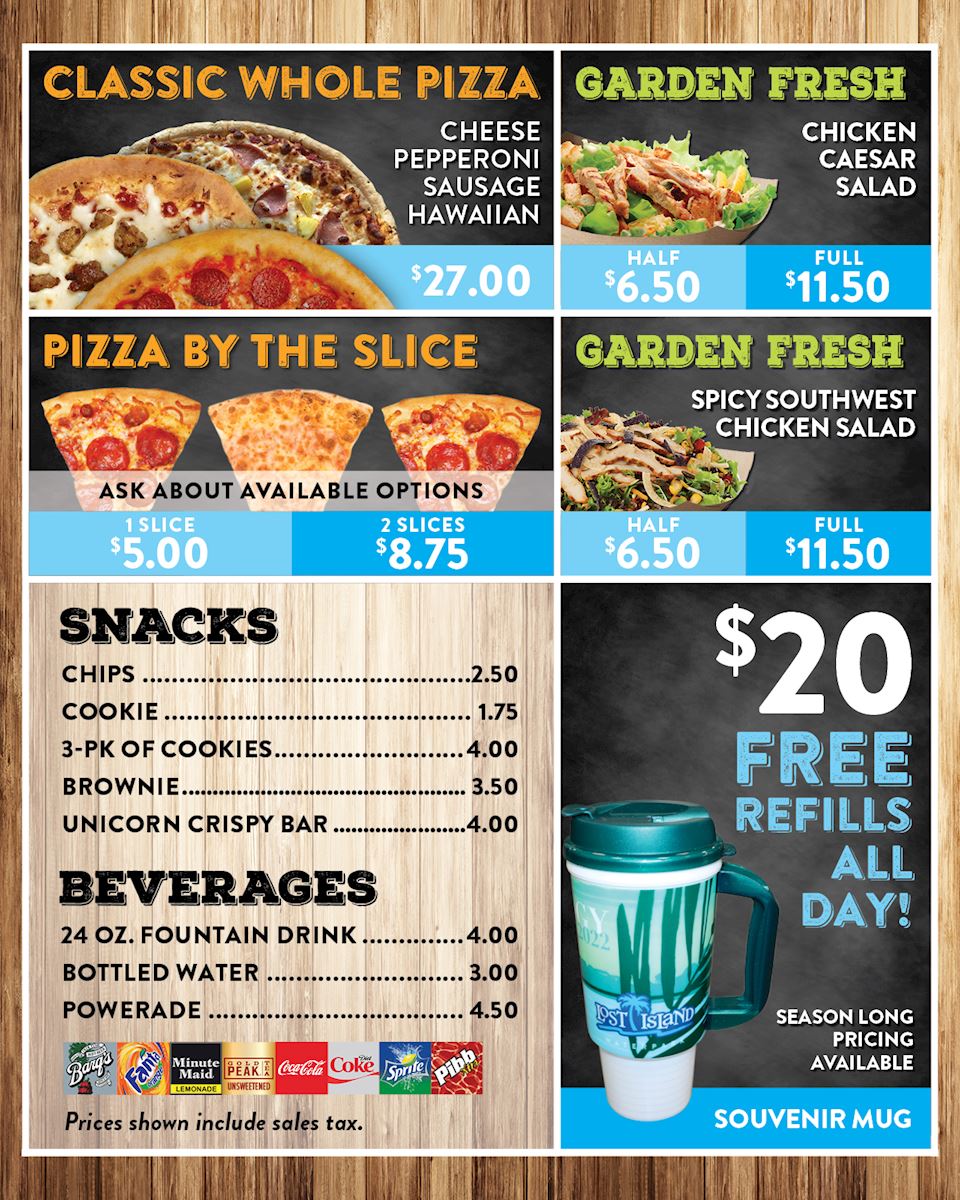 CLASSIC WHOLE PIZZA
CHEESE
PEPPERONI
SAUSAGE
HAWAIIAN
$27.00
GARDEN FRESH
CHICKEN
CAESAR
SALAD
HALF
$6.50
FULL
$11.50
PIZZA BY THE SLICE
ASK ABOUT AVAILABLE OPTIONS
1 SLICE
$5.00
2 SLICES
$8.75
GARDEN FRESH
SPICY SOUTHWEST
CHICKEN SALAD
HALF
$6.50
FULL
$11.50
SNACKS
CHIPS 2.50
COOKIE 1.75
3-PK OF COOKIES 4.00
BROWNIE 3.50
UNICORN CRISPY BAR 4.00
BEVERAGES
24 OZ. FOUNTAIN DRINK 4.00
BOTTLED WATER 3.00
POWERADE 4.50
Barq's
Fanta
Minute
Maid
LEMONADE
GOLD
PEAK
TEA
UNSWEETENED
Coca-Cola
Diet
Coke
Sprite
Pibb
Prices shown include sales tax.
$20
FREE
REFILLS
ALL
DAY!
2022
LOST ISLAND
SEASON LONG
PRICING
AVAILABLE
SOUVENIR MUG